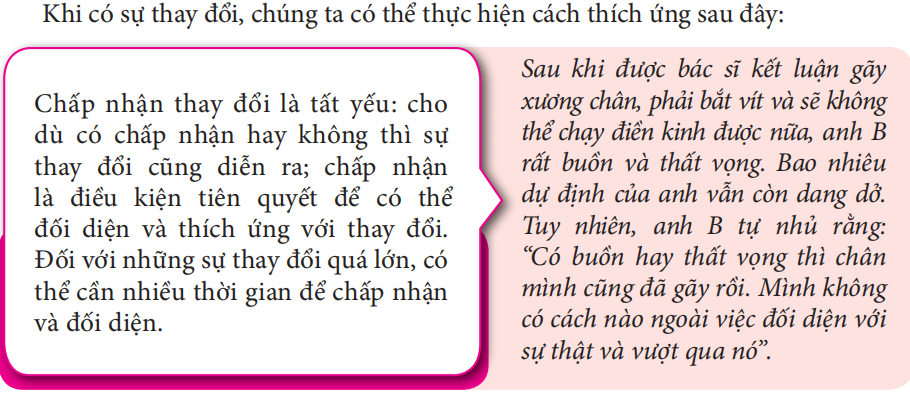 Khi có sự thay đổi, chúng ta có thể thực hiện cách thích ứng sau đây:
Chấp nhận thay đổi là tất yếu: cho
dù có chấp nhận hay không thì sự
thay đổi cũng diễn ra; chấp nhận
là điều kiện tiên quyết để có thể
đối diện và thích ứng với thay đổi.
Đối với những sự thay đổi quá lớn, có
thể cần nhiều thời gian để chấp nhận
và đối diện.
Sau khi được bác sĩ kết luận gãy
xương chân, phải bắt vít và sẽ không
thể chạy điền kinh được nữa, anh B
rất buồn và thất vọng. Bao nhiêu
dự định của anh vẫn còn dang dở.
Tuy nhiên, anh B tự nhủ rằng:
“Có buồn hay thất vọng thì chân
mình cũng đã gãy rồi. Mình không
có cách nào ngoài việc đối diện với
sự thật và vượt qua nó”.